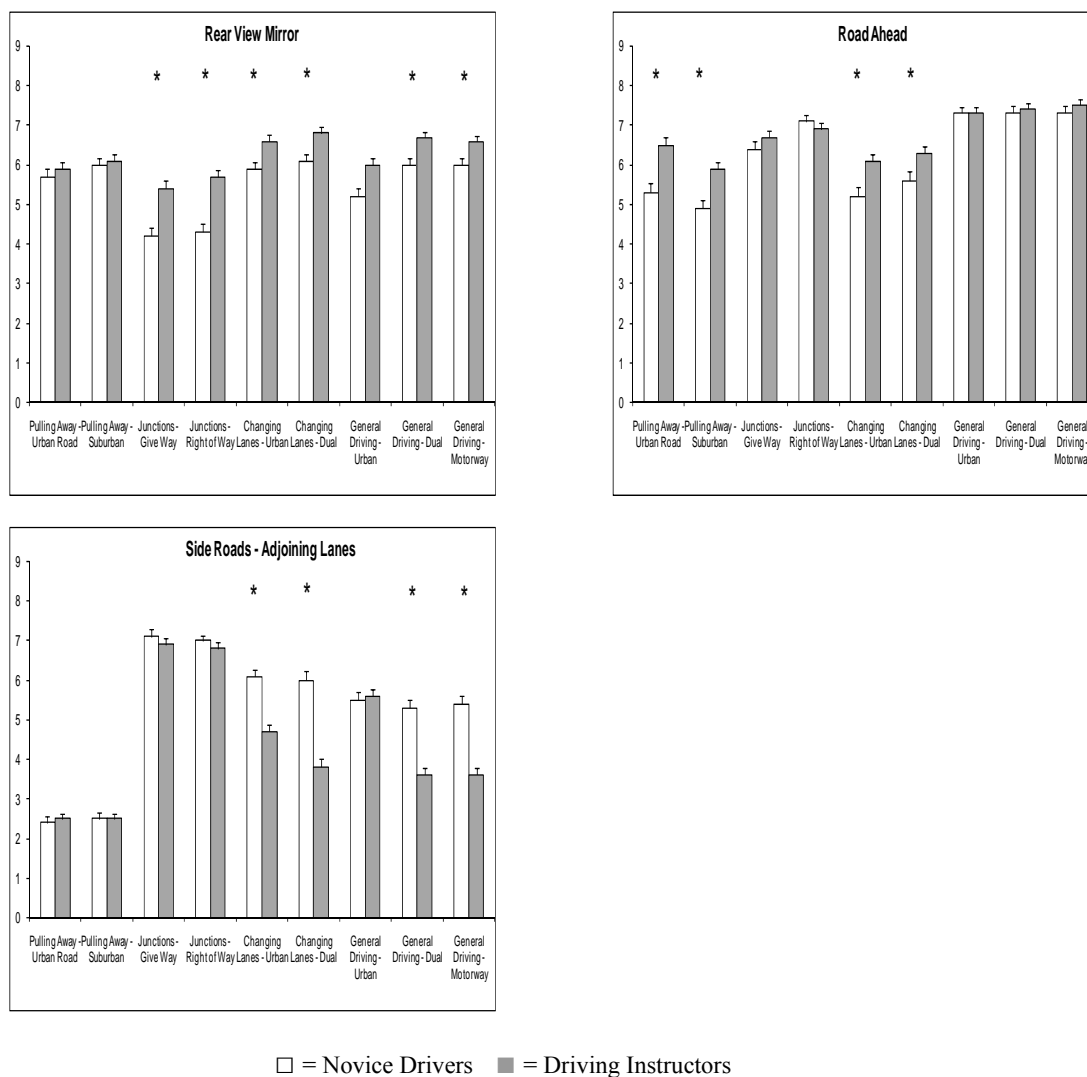 Rear View Mirror
9
8
7
6
5
4
3
2
1
0
* * * * * *
Pulling Away - Pulling Away - Junctions - Junctions - Changing Changing General General General
Urban Road Suburban Give Way Right of Way Lanes - Urban Lanes - Dual Driving - Driving - Dual Driving -
Urban Motorway
Road Ahead
9
8
7
6
5
4
3
2
1
0
* * * *
Pulling Away - Pulling Away - Junctions - Junctions - Changing Changing General General General
Urban Road Suburban Give Way Right of Way Lanes - Urban Lanes - Dual Driving - Driving - Dual Driving -
Urban Motorwa
Side Roads - Adjoining Lanes
9
8
7
6
5
4
3
2
1
0
* * * *
Pulling Away - Pulling Away - Junctions - Junctions - Changing Changing General General General
Urban Road Suburban Give Way Right of Way Lanes - Urban Lanes - Dual Driving - Driving - Dual Driving -
Urban Motorway
□ = Novice Drivers ■ = Driving Instructors